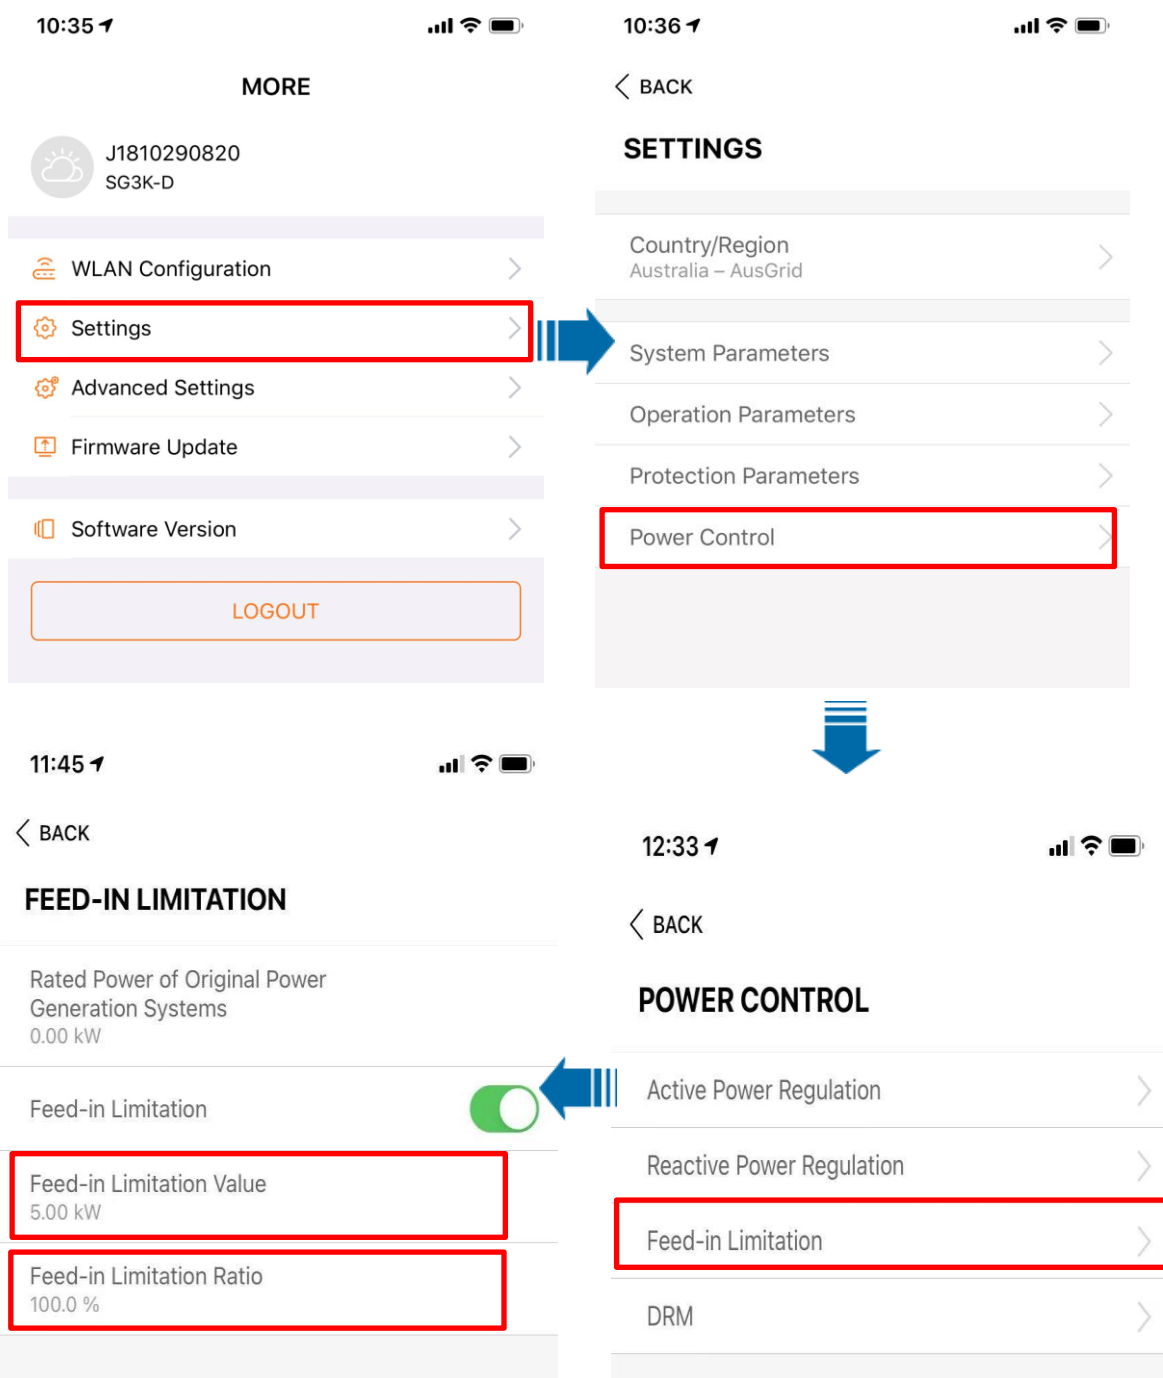 10:35
MORE
J1810290820
SG3K-D
WLAN Configuration
Settings
Advanced Settings
Firmware Update
Software Version
LOGOUT
10:36
BACK
SETTINGS
Country/Region
Australia – AusGrid
System Parameters
Operation Parameters
Protection Parameters
Power Control
12:33
BACK
POWER CONTROL
Active Power Regulation
Reactive Power Regulation
Feed-in Limitation
DRM
11:45
BACK
FEED-IN LIMITATION
Rated Power of Original Power
Generation Systems
0.00 kW
Feed-in Limitation
Feed-in Limitation Value
5.00 kW
Feed-in Limitation Ratio
100.0 %